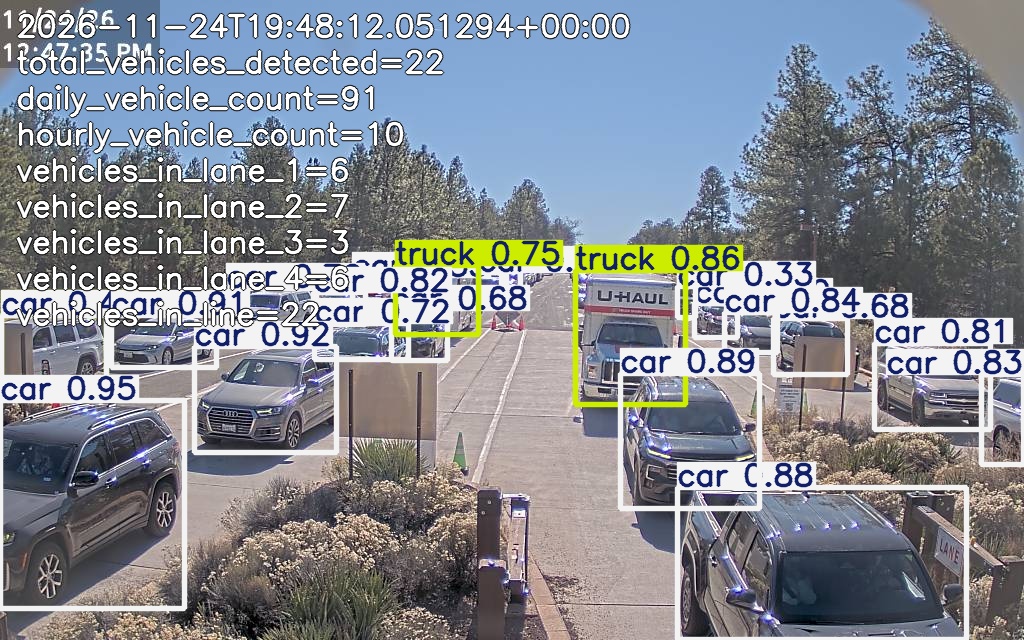 2026-11-24T19:48:12.051294+00:00
12:47:35 PM
total_vehicles_detected=22
daily_vehicle_count=91
hourly_vehicle_count=10
vehicles_in_lane_1=6
vehicles_in_lane_2=7
vehicles_in_lane_3=3
vehicles_in_lane_4=6
vehicles_in_line=22
truck 0.75
truck 0.86
car 0.82
car 0.33
car 0.91
car 0.72
0.68
car 0.84
.68
car 0.92
car 0.81
car 0.89
car 0.83
car 0.95
car 0.88
U-HAUL
LANE